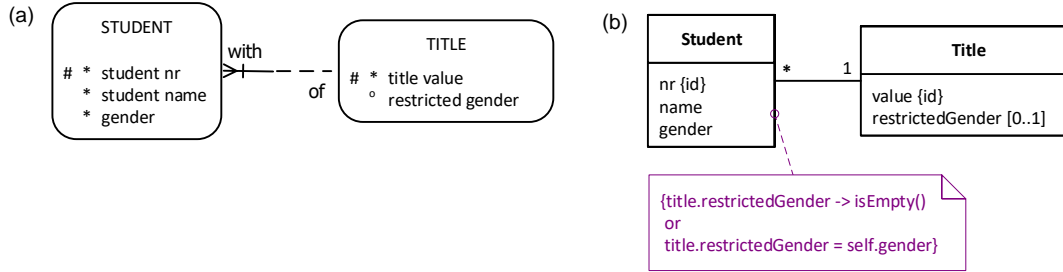 (a)
STUDENT
# * student nr
* student name
* gender
with
of
TITLE
# * title value
o restricted gender
(b)
Student
nr {id}
name
gender
* 1
Title
value {id}
restrictedGender [0..1]
{title.restrictedGender -> isEmpty()
or
title.restrictedGender = self.gender}